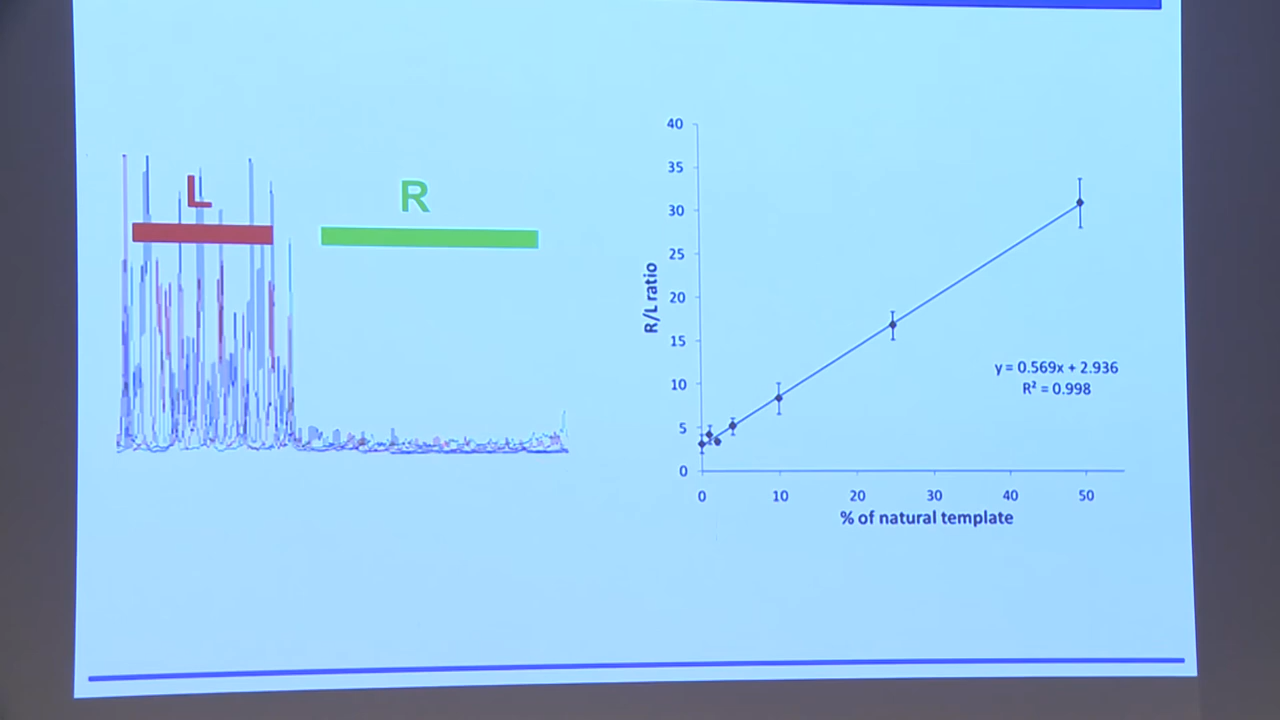 L
R
40
35
30
25
20
15
10
5
0
R/L ratio
y = 0.569x + 2.936
R² = 0.998
0 10 20 30 40 50
% of natural template